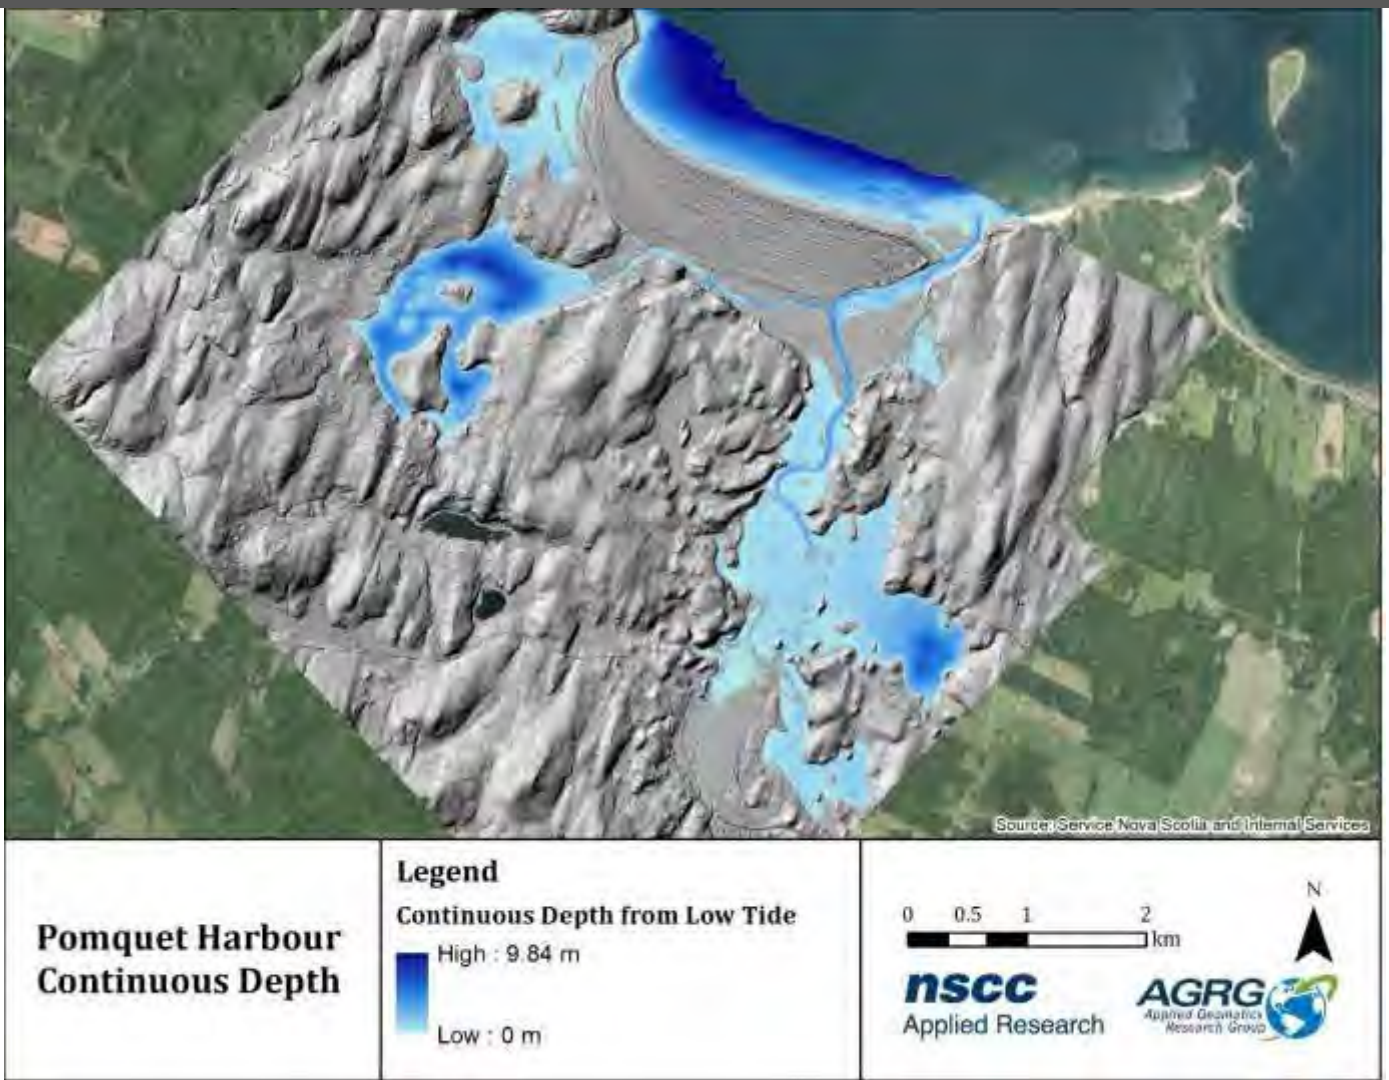 Source: Service Nova Scotia and Internal Services
Pomquet Harbour
Continuous Depth
Legend
Continuous Depth from Low Tide
High : 9.84 m
Low : 0 m
0 0.5 1 2
km
N
nscc
Applied Research
AGRG
Applied Geomatics
Research Group